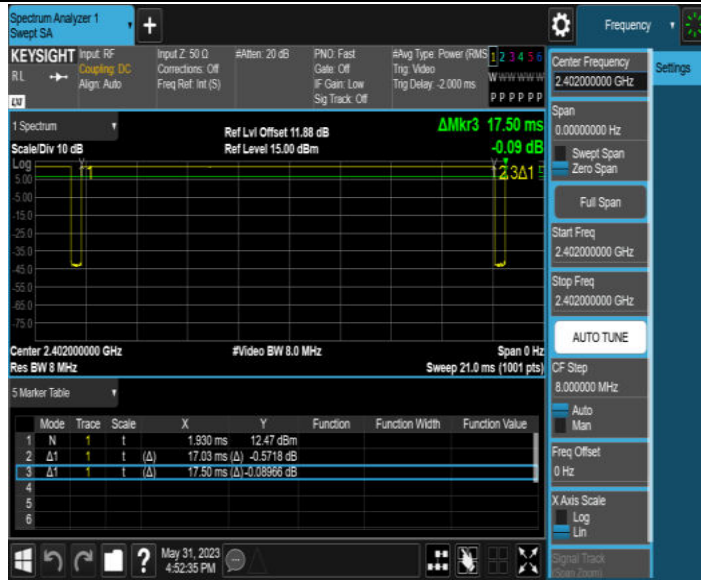 Spectrum Analyzer 1
Swept SA
+
Frequency
KEYSIGHT
RL
LXI
Input: RF
Coupling: DC
Align: Auto
Input Z: 50 Ω
Corrections: Off
Freq Ref: Int (S)
#Atten: 20 dB
PNO: Fast
Gate: Off
IF Gain: Low
Sig Track: Off
#Avg Type: Power (RMS
Trig: Video
Trig Delay: -2.000 ms
1 2 3 4 5 6
W W W W W W
P P P P P P
Center Frequency
2.402000000 GHz
Settings
1 Spectrum
Scale/Div 10 dB
Ref Lvl Offset 11.88 dB
Ref Level 15.00 dBm
ΔMkr3 17.50 ms
-0.09 dB
Span
0.00000000 Hz
Swept Span
Zero Span
Full Span
Start Freq
2.402000000 GHz
Stop Freq
2.402000000 GHz
AUTO TUNE
Log
5.00
-5.00
-15.0
-25.0
-35.0
-45.0
-55.0
-65.0
-75.0
1
2,3Δ1
Center 2.402000000 GHz
Res BW 8 MHz
#Video BW 8.0 MHz
Span 0 Hz
Sweep 21.0 ms (1001 pts)
CF Step
8.000000 MHz
Auto
Man
Freq Offset
0 Hz
X Axis Scale
Log
Lin
Signal Track
(Span Zoom)
5 Marker Table
Mode Trace Scale X Y Function Function Width Function Value
1 N 1 t 1.930 ms 12.47 dBm
2 Δ1 1 t (Δ) 17.03 ms (Δ) -0.5718 dB
3 Δ1 1 t (Δ) 17.50 ms (Δ) -0.08966 dB
4
5
6
?
May 31, 2023
4:52:35 PM